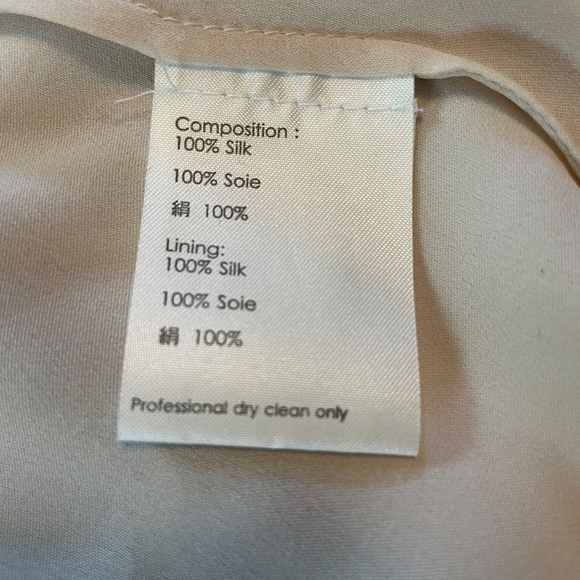 Composition :
100% Silk
100% Soie
絹 100%
Lining:
100% Silk
100% Soie
絹 100%
Professional dry clean only